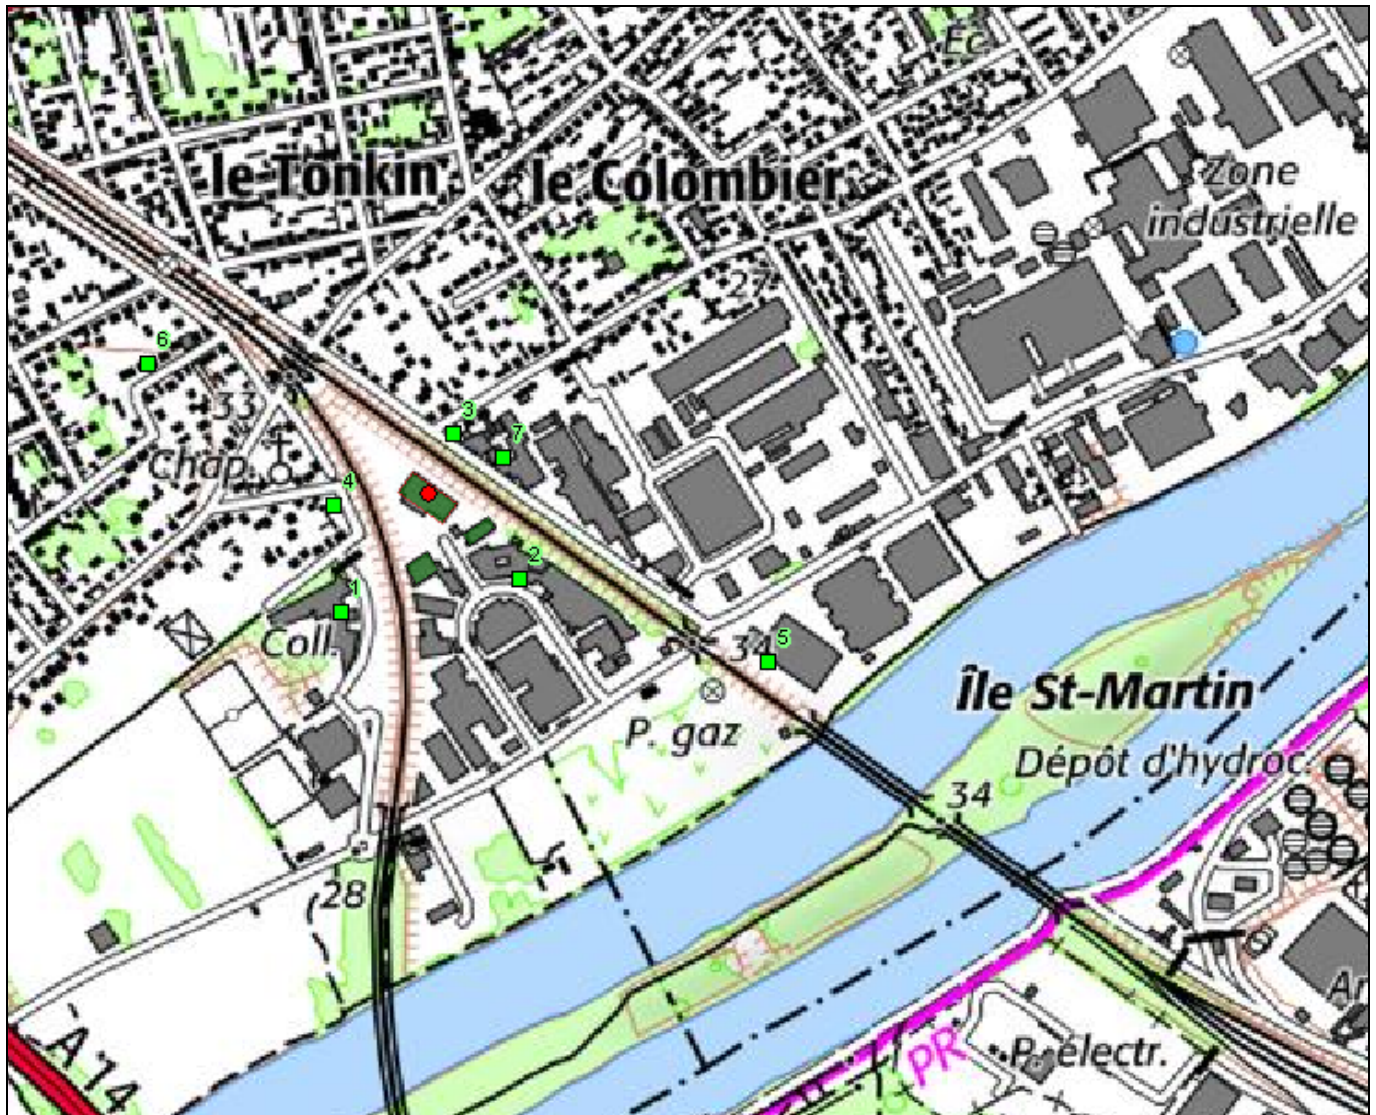 Ec
le Tonkin
le Colombier
Zone
industrielle
27
6
33
3
7
Chap.
4
2
1
Coll.
34
5
P. gaz
Île St-Martin
Dépôt d'hydroc.
34
28
A 14
PR
P. électr.
Ar